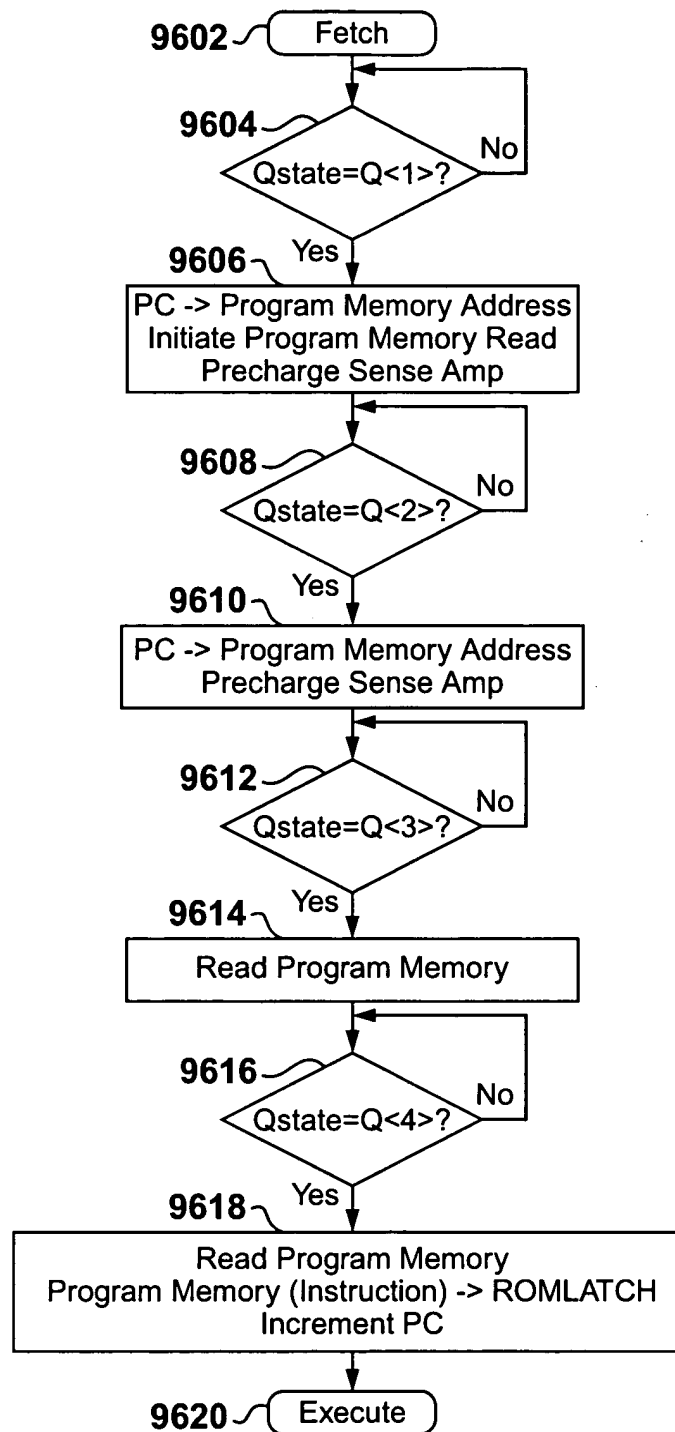 9602 Fetch
9604
Qstate=Q<1>?
No
Yes
9606
PC -> Program Memory Address
Initiate Program Memory Read
Precharge Sense Amp
9608
Qstate=Q<2>?
No
Yes
9610
PC -> Program Memory Address
Precharge Sense Amp
9612
Qstate=Q<3>?
No
Yes
9614
Read Program Memory
9616
Qstate=Q<4>?
No
Yes
9618
Read Program Memory
Program Memory (Instruction) -> ROMLATCH
Increment PC
9620 Execute